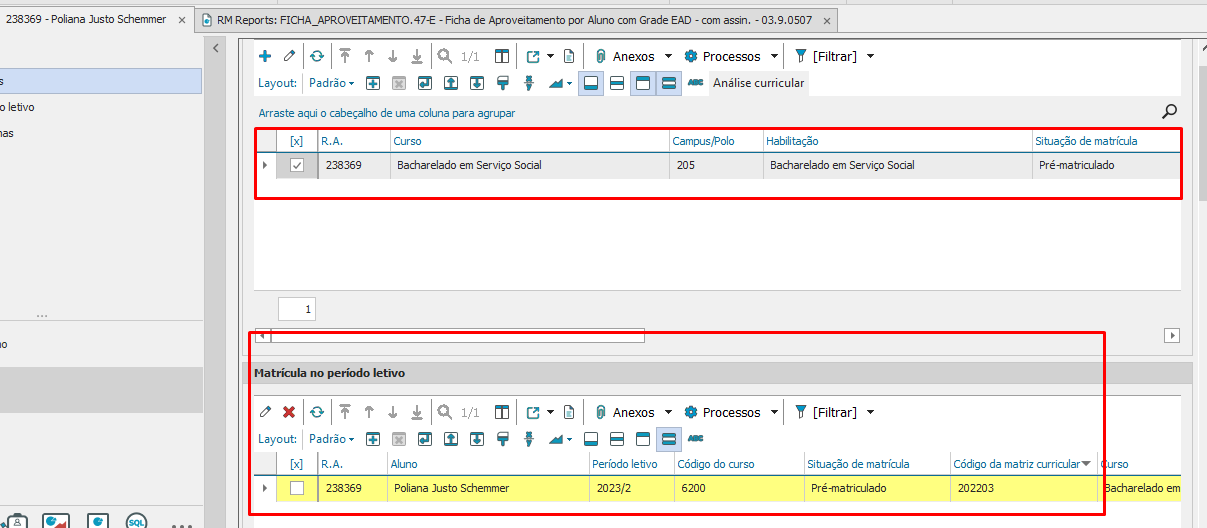 238369 - Poliana Justo Schemmer ×
RM Reports: FICHA_APROVEITAMENTO.47-E - Ficha de Aproveitamento por Aluno com Grade EAD - com assin. - 03.9.0507 ×
s
o letivo
nas
no
1/1 Anexos Processos [Filtrar]
Layout: Padrão ABC Análise curricular
Arraste aqui o cabeçalho de uma coluna para agrupar
[x] R.A. Curso Campus/Polo Habilitação Situação de matrícula
238369 Bacharelado em Serviço Social 205 Bacharelado em Serviço Social Pré-matriculado
1
Matrícula no período letivo
1/1 Anexos Processos [Filtrar]
Layout: Padrão ABC
[x] R.A. Aluno Período letivo Código do curso Situação de matrícula Código da matriz curricular Curso
238369 Poliana Justo Schemmer 2023/2 6200 Pré-matriculado 202203 Bacharelado em
SQL